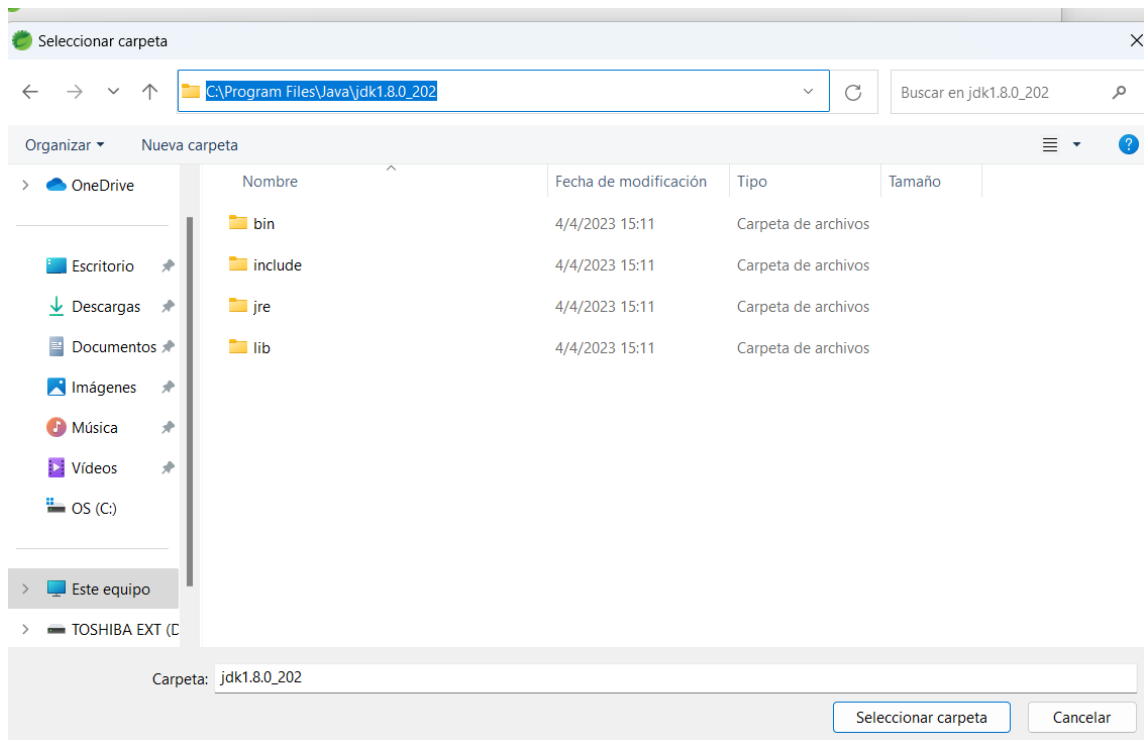 Seleccionar carpeta
C:\Program Files\Java\jdk1.8.0_202
Buscar en jdk1.8.0_202
Organizar
Nueva carpeta
?
Nombre Fecha de modificación Tipo Tamaño
OneDrive
bin 4/4/2023 15:11 Carpeta de archivos
Escritorio
include 4/4/2023 15:11 Carpeta de archivos
Descargas
jre 4/4/2023 15:11 Carpeta de archivos
Documentos
lib 4/4/2023 15:11 Carpeta de archivos
Imágenes
Música
Vídeos
OS (C:)
Este equipo
TOSHIBA EXT (D
Carpeta: jdk1.8.0_202
Seleccionar carpeta Cancelar